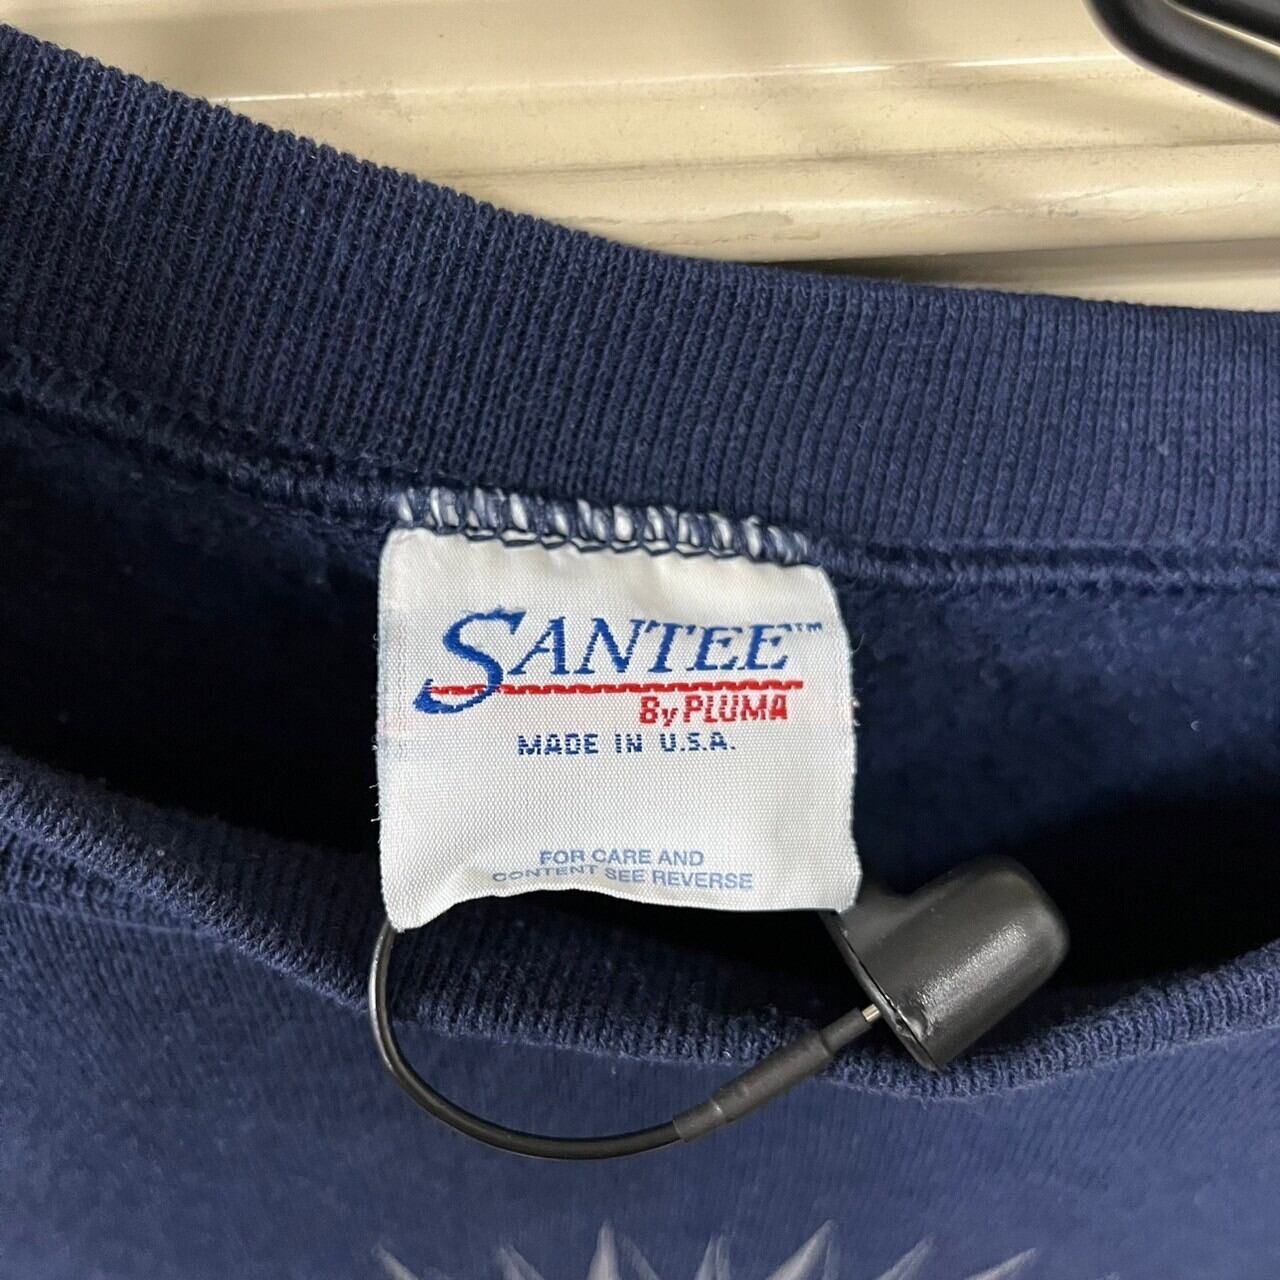 SANTEE™
By PLUMA
MADE IN U.S.A.
FOR CARE AND
CONTENT SEE REVERSE